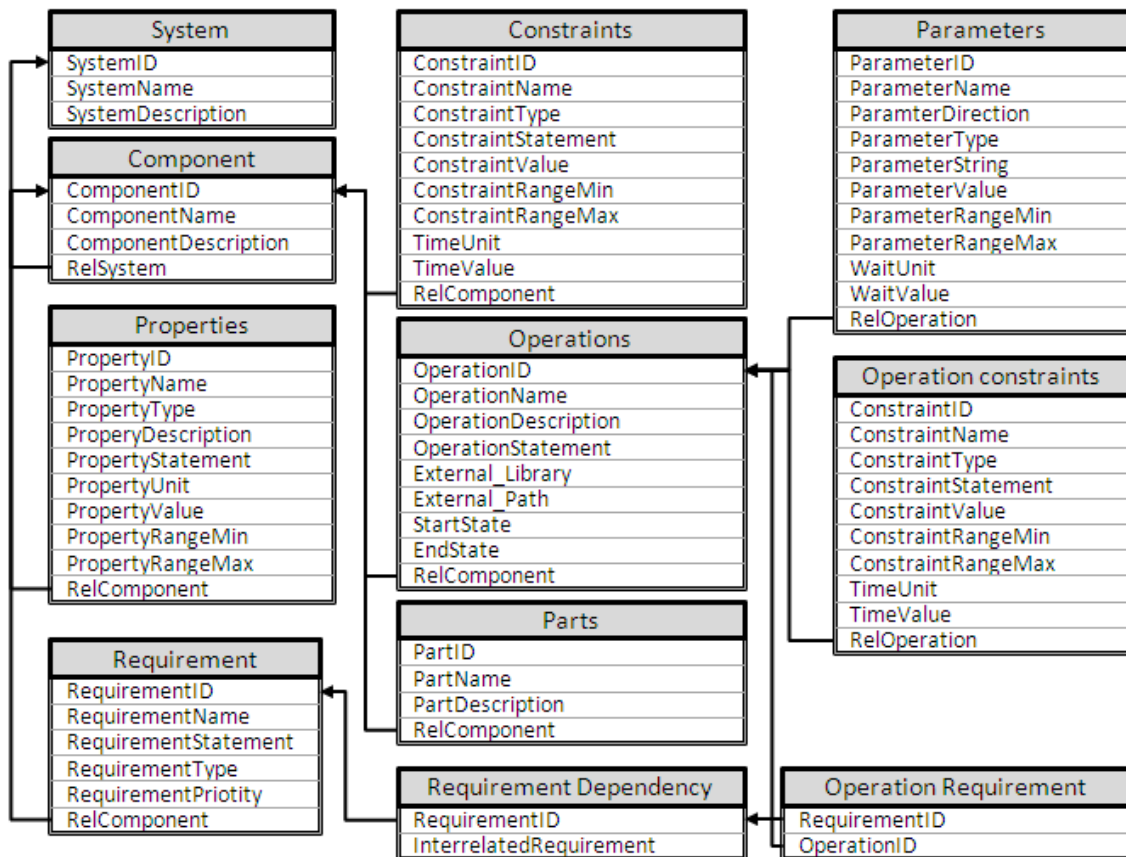 System
SystemID
SystemName
SystemDescription
Component
ComponentID
ComponentName
ComponentDescription
RelSystem
Properties
PropertyID
PropertyName
PropertyType
ProperyDescription
PropertyStatement
PropertyUnit
PropertyValue
PropertyRangeMin
PropertyRangeMax
RelComponent
Requirement
RequirementID
RequirementName
RequirementStatement
RequirementType
RequirementPriotity
RelComponent
Constraints
ConstraintID
ConstraintName
ConstraintType
ConstraintStatement
ConstraintValue
ConstraintRangeMin
ConstraintRangeMax
TimeUnit
TimeValue
RelComponent
Operations
OperationID
OperationName
OperationDescription
OperationStatement
External_Library
External_Path
StartState
EndState
RelComponent
Parts
PartID
PartName
PartDescription
RelComponent
Requirement Dependency
RequirementID
InterrelatedRequirement
Parameters
ParameterID
ParameterName
ParamterDirection
ParameterType
ParameterString
ParameterValue
ParameterRangeMin
ParameterRangeMax
WaitUnit
WaitValue
RelOperation
Operation constraints
ConstraintID
ConstraintName
ConstraintType
ConstraintStatement
ConstraintValue
ConstraintRangeMin
ConstraintRangeMax
TimeUnit
TimeValue
RelOperation
Operation Requirement
RequirementID
OperationID